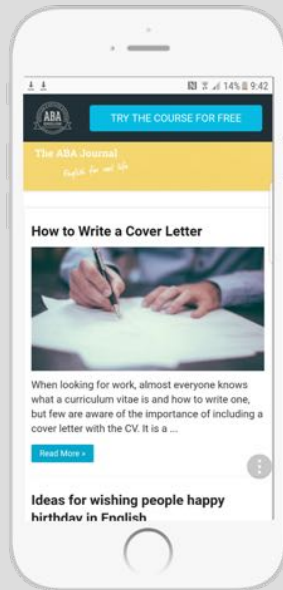 14% 9:42
ABA
ENGLISH
TRY THE COURSE FOR FREE
The ABA Journal
English for real life
How to Write a Cover Letter
When looking for work, almost everyone knows
what a curriculum vitae is and how to write one,
but few are aware of the importance of including a
cover letter with the CV. It is a ...
Read More »
Ideas for wishing people happy
birthday in English